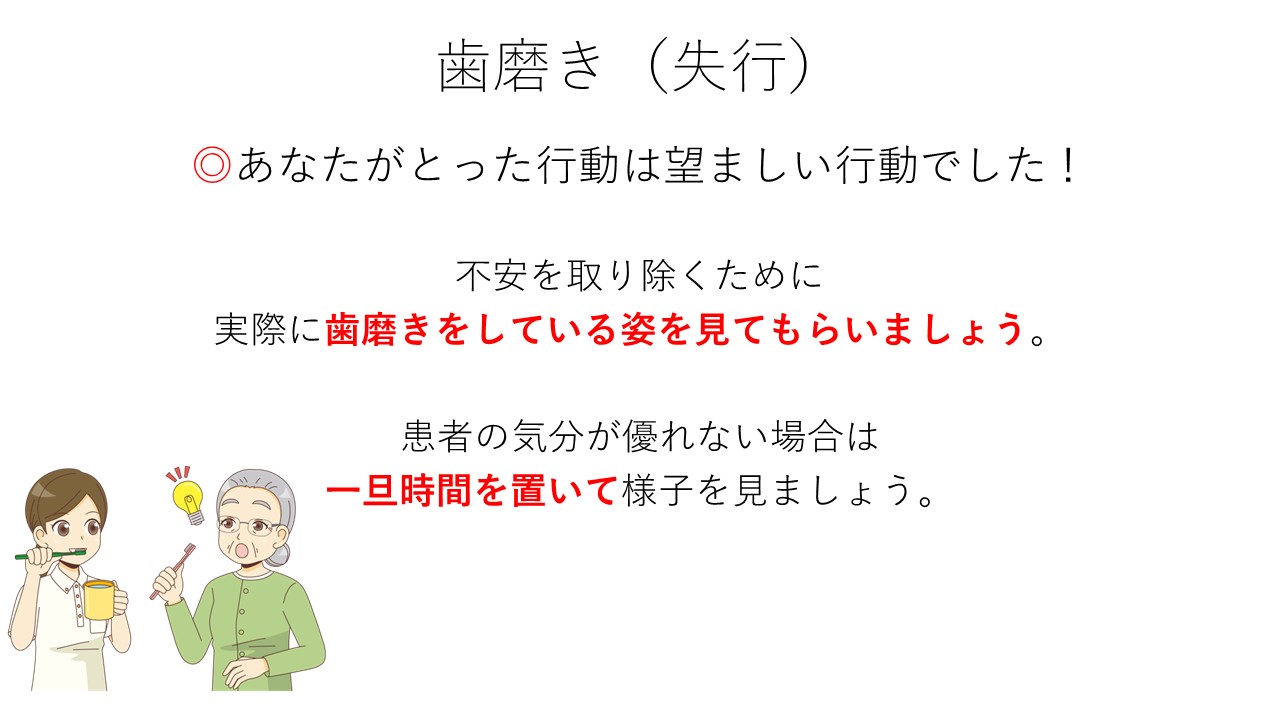 歯磨き（失行）
◎あなたがとった行動は望ましい行動でした！
不安を取り除くために
実際に歯磨きをしている姿を見てもらいましょう。
患者の気分が優れない場合は
一旦時間を置いて様子を見ましょう。